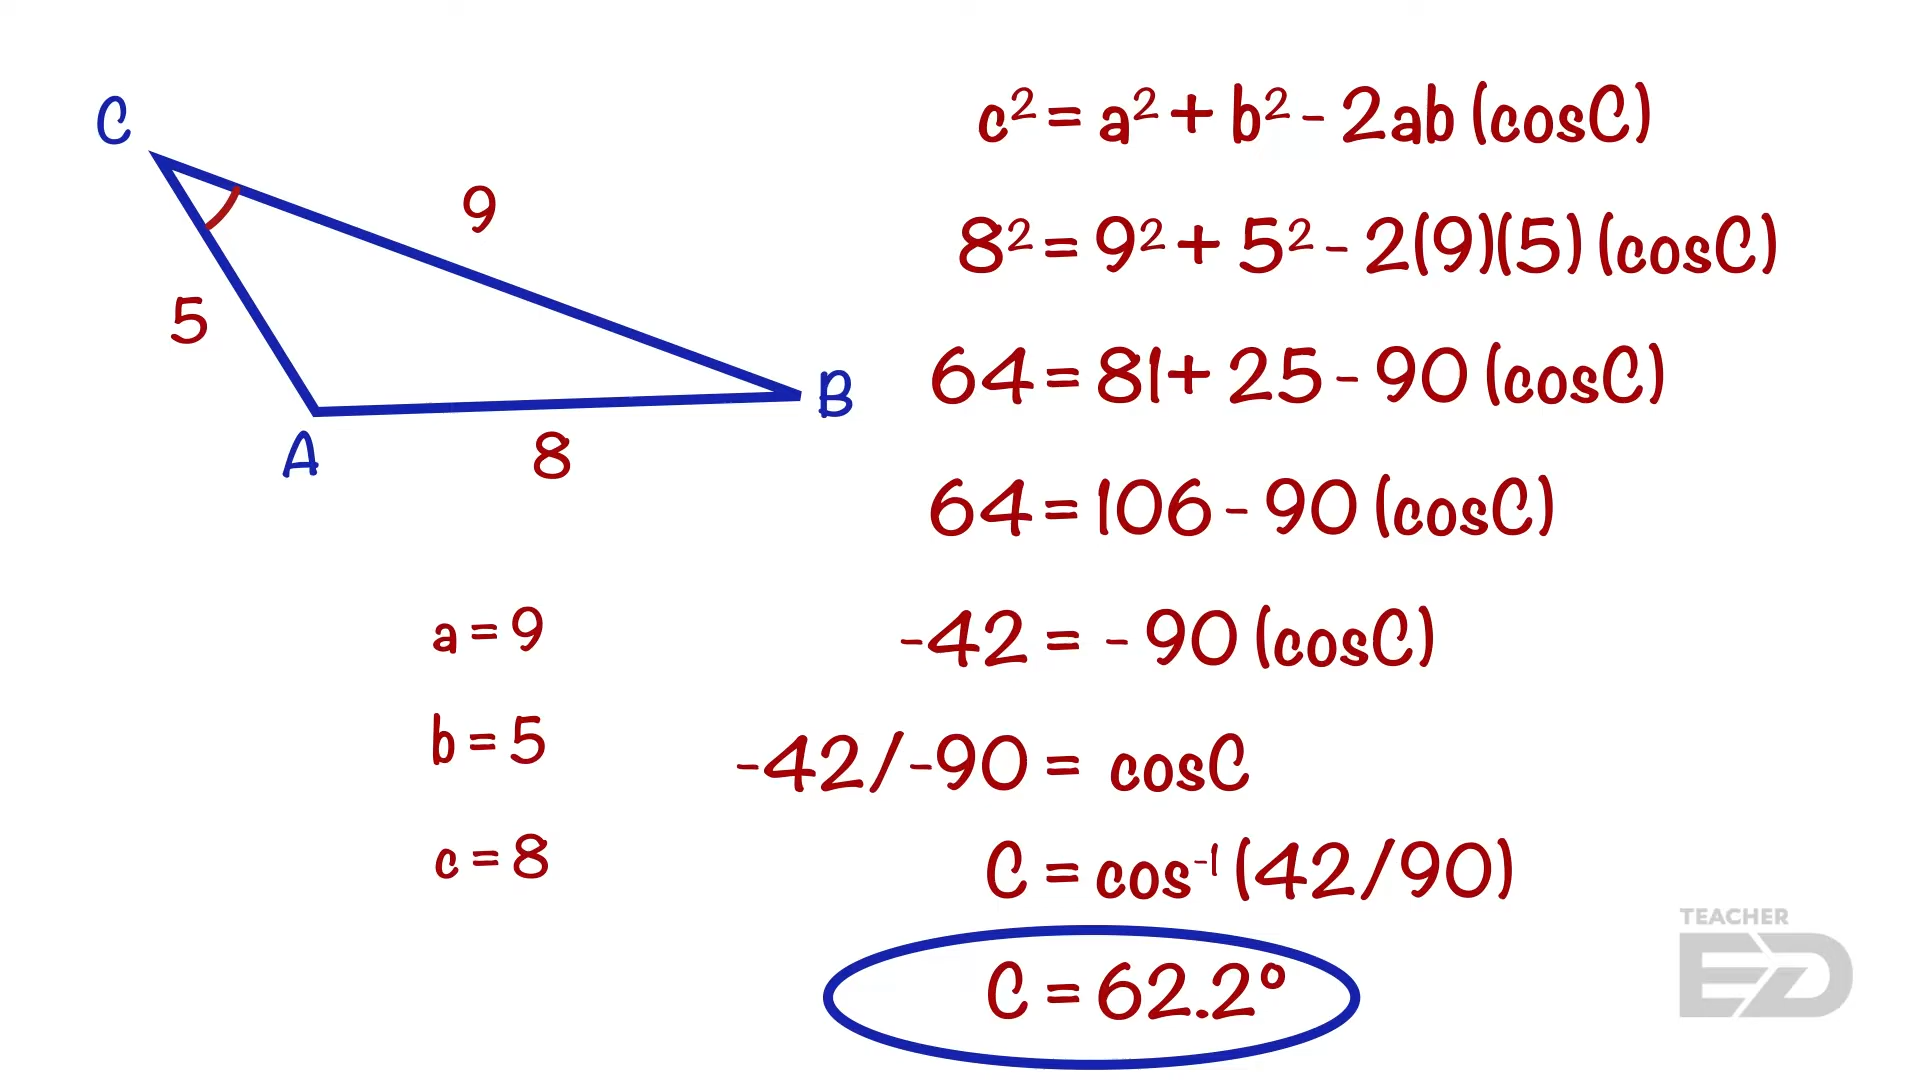 C
9
5
B
A
8
a = 9
b = 5
c = 8
c² = a² + b² - 2ab (cosC)
8² = 9² + 5² - 2(9)(5) (cosC)
64 = 81 + 25 - 90 (cosC)
64 = 106 - 90 (cosC)
-42 = - 90 (cosC)
-42/-90 = cosC
C = cos⁻¹ (42/90)
C = 62.2°
TEACHER
ED